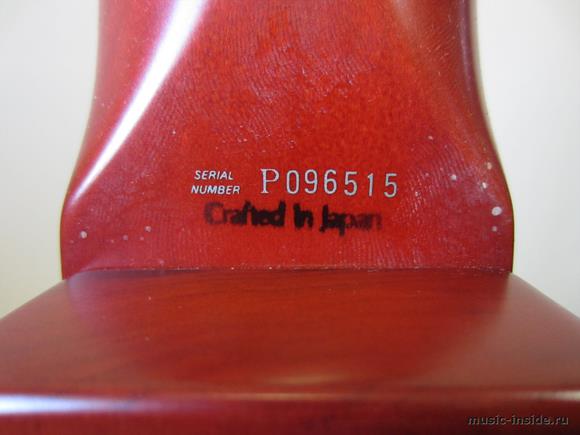 SERIAL
NUMBER P096515
Crafted In Japan
music-inside.ru